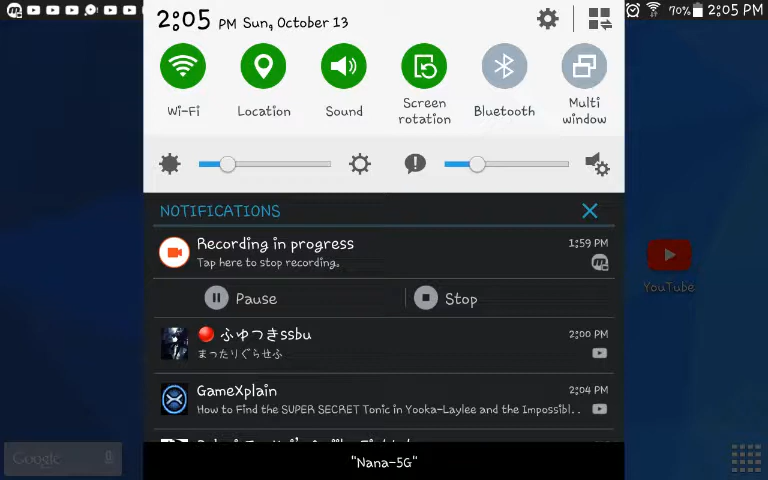 2:05 PM Sun, October 13
70% 2:05 PM
Wi-Fi
Location
Sound
Screen rotation
Bluetooth
Multi window
NOTIFICATIONS
Recording in progress
1:59 PM
Tap here to stop recording.
Pause
Stop
ふゆつきssbu
2:00 PM
まったりぐらせふ
YouTube
GameXplain
2:04 PM
How to Find the SUPER SECRET Tonic in Yooka-Laylee and the Impossibl..
Google
"Nana-5G"